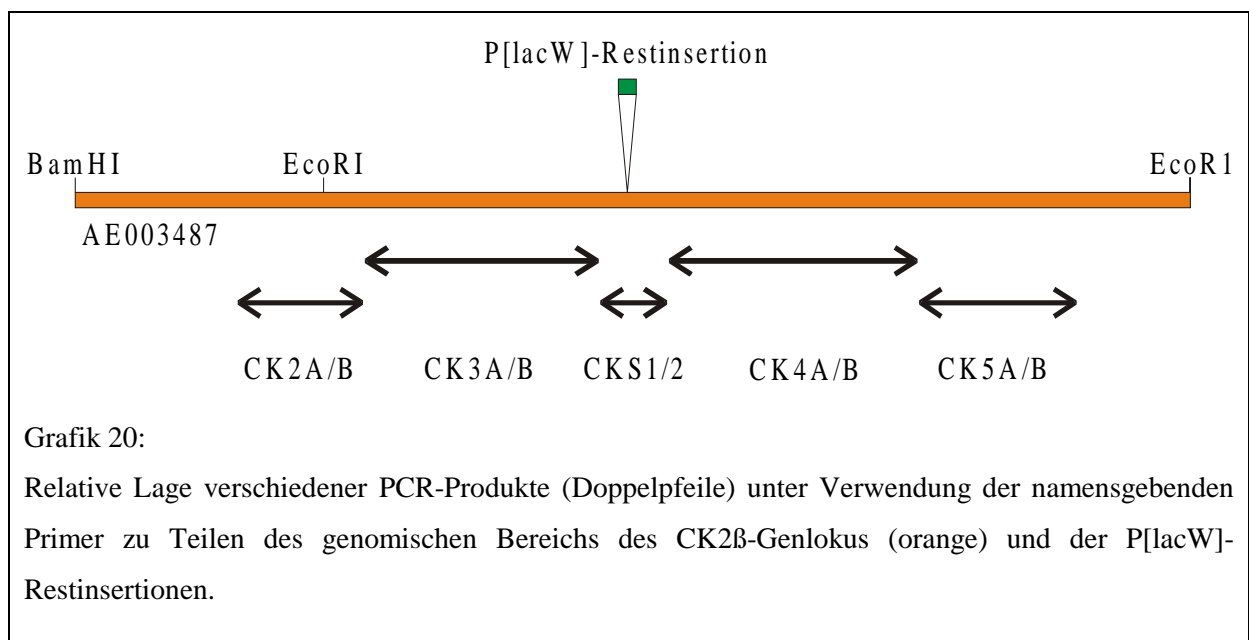 P[lacW]-Restinsertion
BamHI EcoRI EcoR1
AE003487
CK2A/B CK3A/B CKS1/2 CK4A/B CK5A/B
Grafik 20:
Relative Lage verschiedener PCR-Produkte (Doppelpfeile) unter Verwendung der namensgebenden
Primer zu Teilen des genomischen Bereichs des CK2ß-Genlokus (orange) und der P[lacW]-
Restinsertionen.